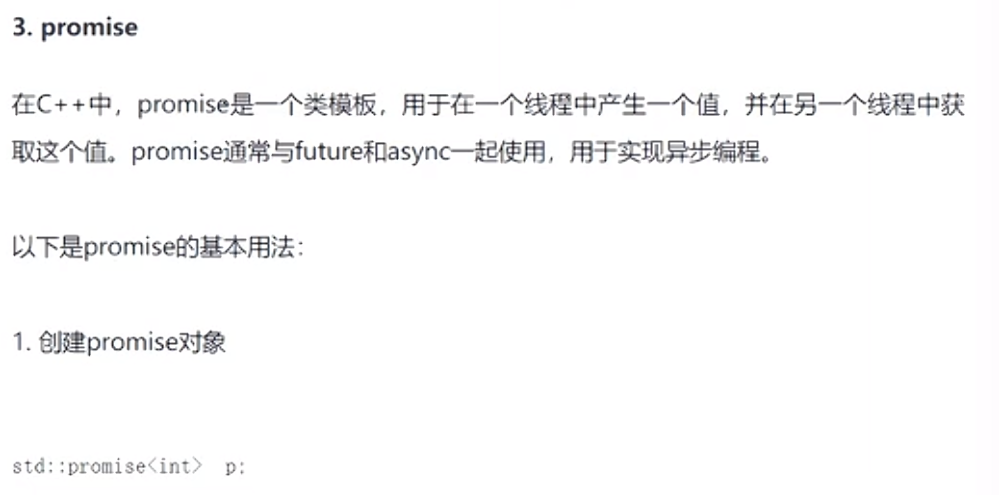 3. promise
在C++中，promise是一个类模板，用于在一个线程中产生一个值，并在另一个线程中获
取这个值。promise通常与future和async一起使用，用于实现异步编程。
以下是promise的基本用法：
1. 创建promise对象
std::promise<int> p;